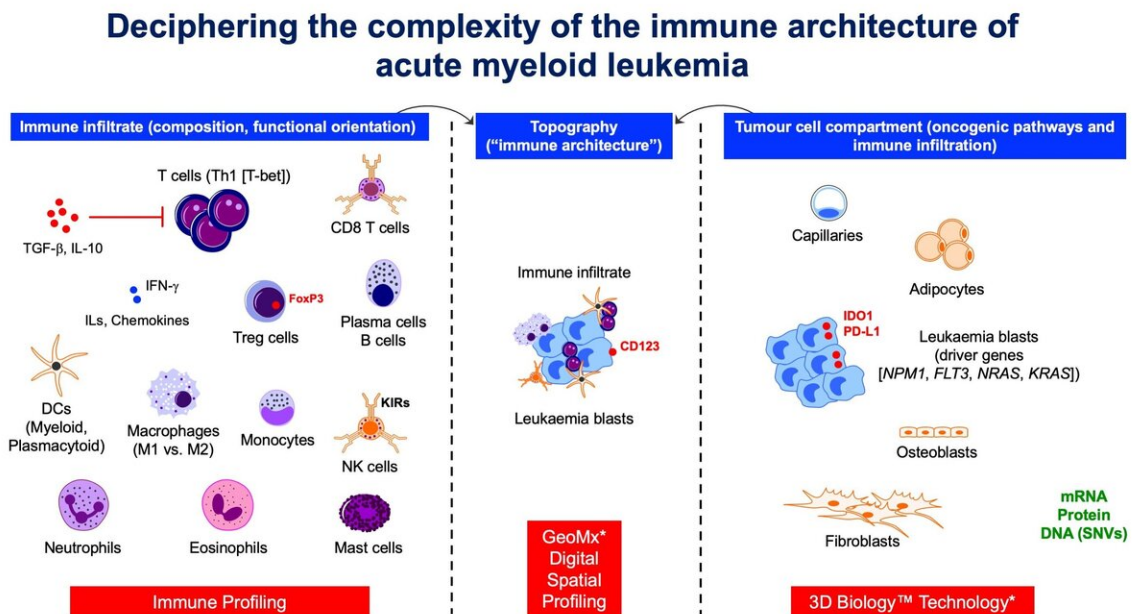 Deciphering the complexity of the immune architecture of
acute myeloid leukemia
Immune infiltrate (composition, functional orientation)
T cells (Th1 [T-bet])
TGF-β, IL-10
CD8 T cells
IFN-γ
ILs, Chemokines
FoxP3
Treg cells
Plasma cells
B cells
DCs
(Myeloid,
Plasmacytoid)
Macrophages
(M1 vs. M2)
Monocytes
KIRs
NK cells
Neutrophils
Eosinophils
Mast cells
Immune Profiling
Topography
(“immune architecture”)
Immune infiltrate
CD123
Leukaemia blasts
GeoMx*
Digital
Spatial
Profiling
Tumour cell compartment (oncogenic pathways and
immune infiltration)
Capillaries
Adipocytes
IDO1
PD-L1
Leukaemia blasts
(driver genes
[NPM1, FLT3, NRAS, KRAS])
Osteoblasts
Fibroblasts
mRNA
Protein
DNA (SNVs)
3D Biology™ Technology*